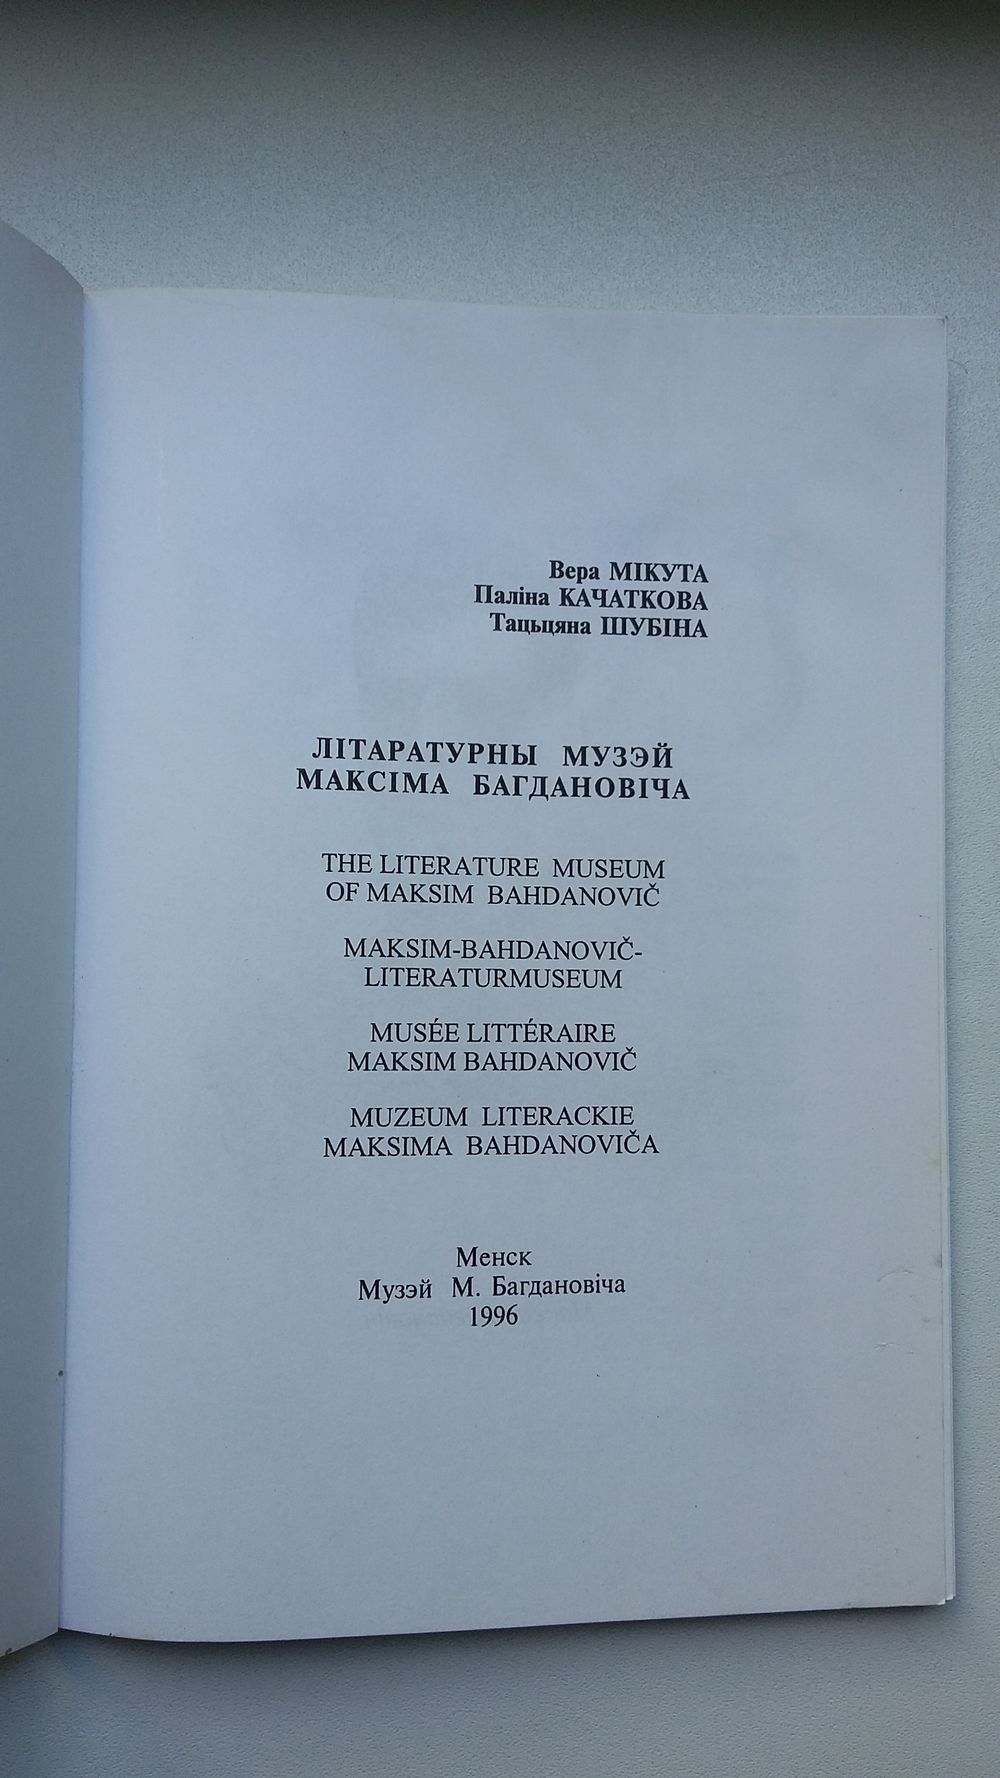 Вера МІКУТА
Паліна КАЧАТКОВА
Тацьцяна ШУБІНА
ЛІТАРАТУРНЫ МУЗЭЙ
МАКСІМА БАГДАНОВІЧА
THE LITERATURE MUSEUM
OF MAKSIM BAHDANOVIČ
MAKSIM-BAHDANOVIČ-
LITERATURMUSEUM
MUSÉE LITTÉRAIRE
MAKSIM BAHDANOVIČ
MUZEUM LITERACKIE
MAKSIMA BAHDANOVIČA
Менск
Музэй М. Багдановіча
1996